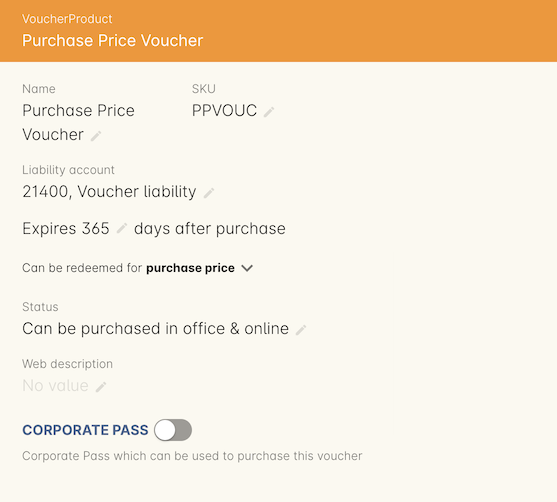 VoucherProduct
Purchase Price Voucher
Name
SKU
Purchase Price
Voucher
PPVOUC
Liability account
21400, Voucher liability
Expires 365 days after purchase
Can be redeemed for purchase price
Status
Can be purchased in office & online
Web description
No value
CORPORATE PASS
Corporate Pass which can be used to purchase this voucher